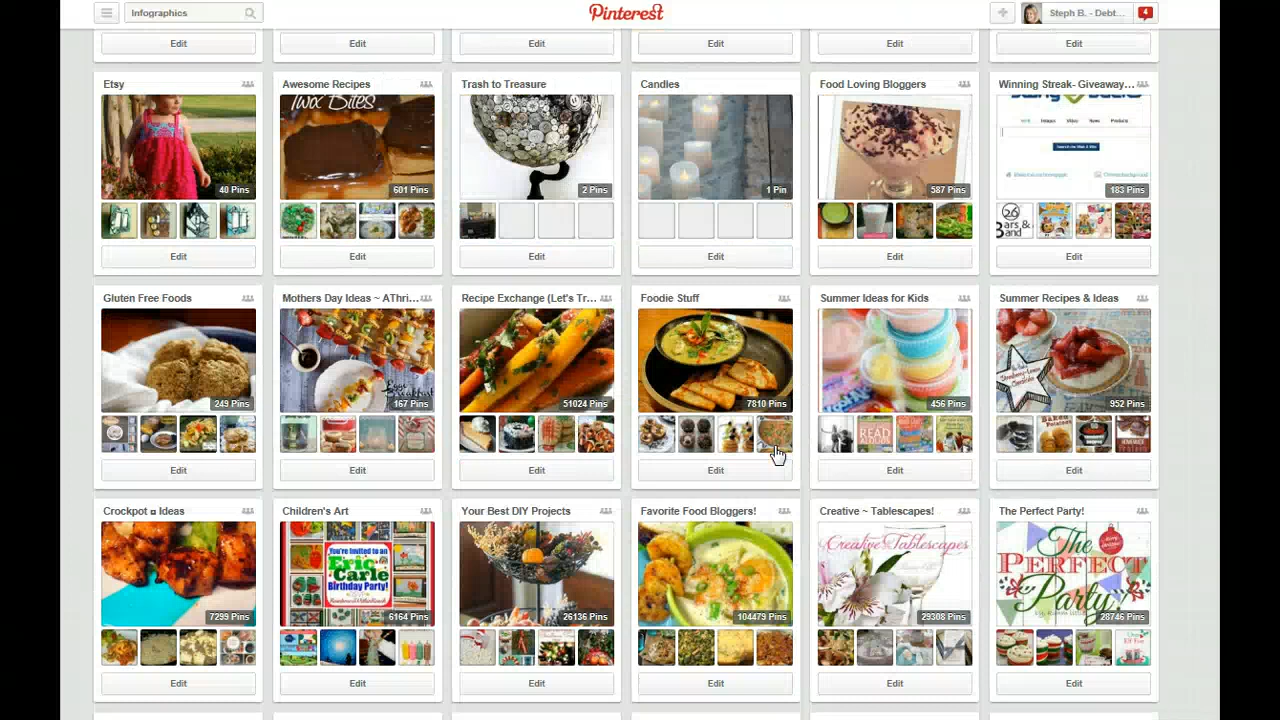 Infographics
Pinterest
Steph B. - Debt...
4
Edit Edit Edit Edit Edit Edit
Etsy
Awesome Recipes
Trash to Treasure
Candles
Food Loving Bloggers
Winning Streak- Giveaway...
Two Bites
40 Pins
601 Pins
2 Pins
1 Pin
587 Pins
183 Pins
Edit Edit Edit Edit Edit Edit
Gluten Free Foods
Mothers Day Ideas ~ AThri...
Recipe Exchange (Let's Tr...
Foodie Stuff
Summer Ideas for Kids
Summer Recipes & Ideas
249 Pins
167 Pins
51024 Pins
7810 Pins
456 Pins
952 Pins
READ
Edit Edit Edit Edit Edit Edit
Crockpot ¤ Ideas
Children's Art
Your Best DIY Projects
Favorite Food Bloggers!
Creative ~ Tablescapes!
The Perfect Party!
You're Invited to an
Eric
Carle
Birthday Party!
Creative Tablescapes
The
PERFECT
Party
7299 Pins
6164 Pins
26136 Pins
104479 Pins
29308 Pins
28746 Pins
Edit Edit Edit Edit Edit Edit